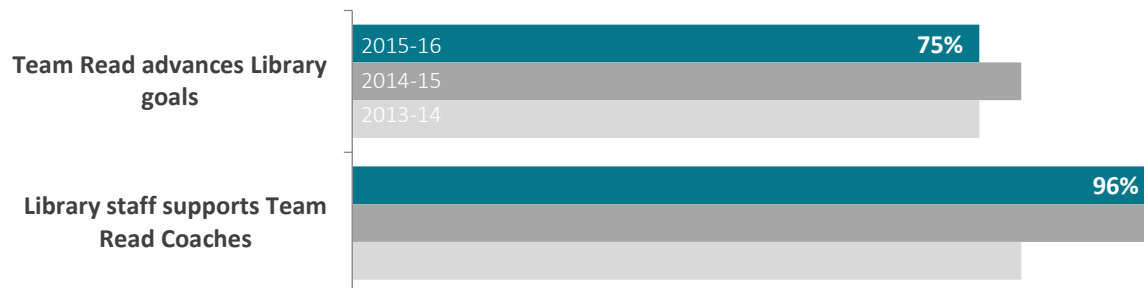 Team Read advances Library
goals
2015-16
75%
2014-15
2013-14
Library staff supports Team
Read Coaches
96%